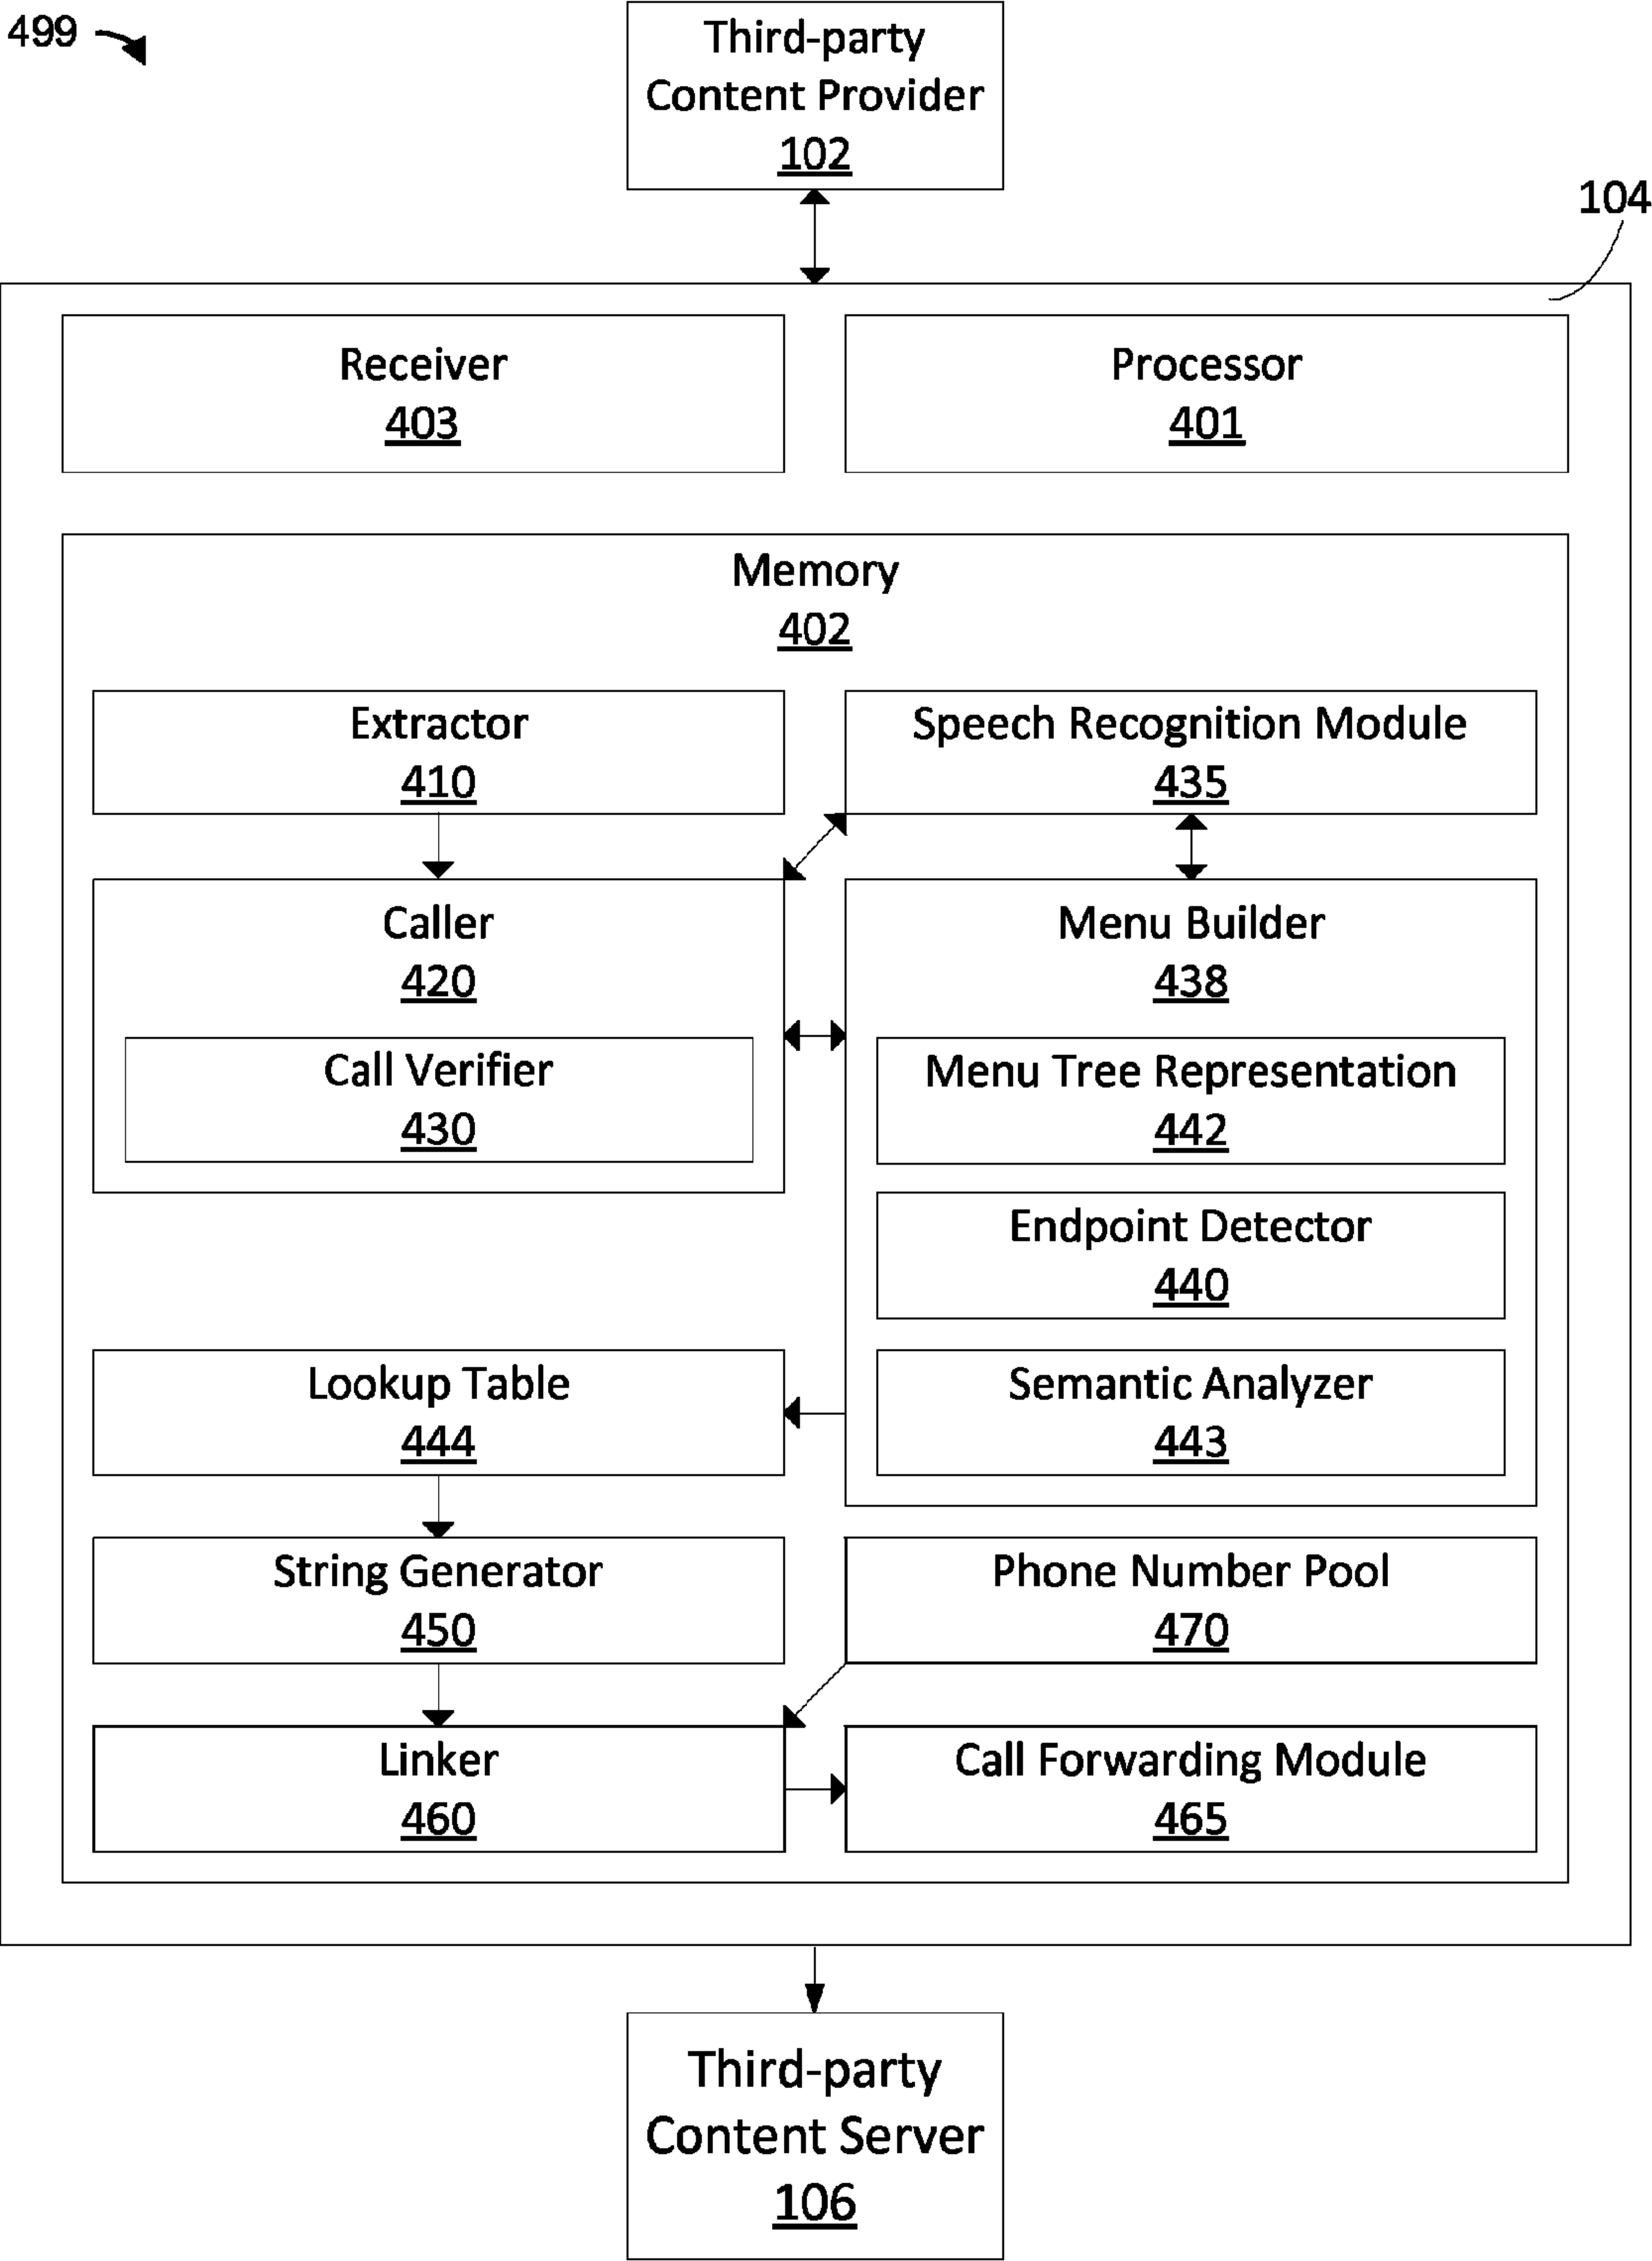 499
Third-party
Content Provider
102
104
Receiver
403
Processor
401
Memory
402
Extractor
410
Speech Recognition Module
435
Caller
420
Call Verifier
430
Menu Builder
438
Menu Tree Representation
442
Endpoint Detector
440
Semantic Analyzer
443
Lookup Table
444
String Generator
450
Phone Number Pool
470
Linker
460
Call Forwarding Module
465
Third-party
Content Server
106